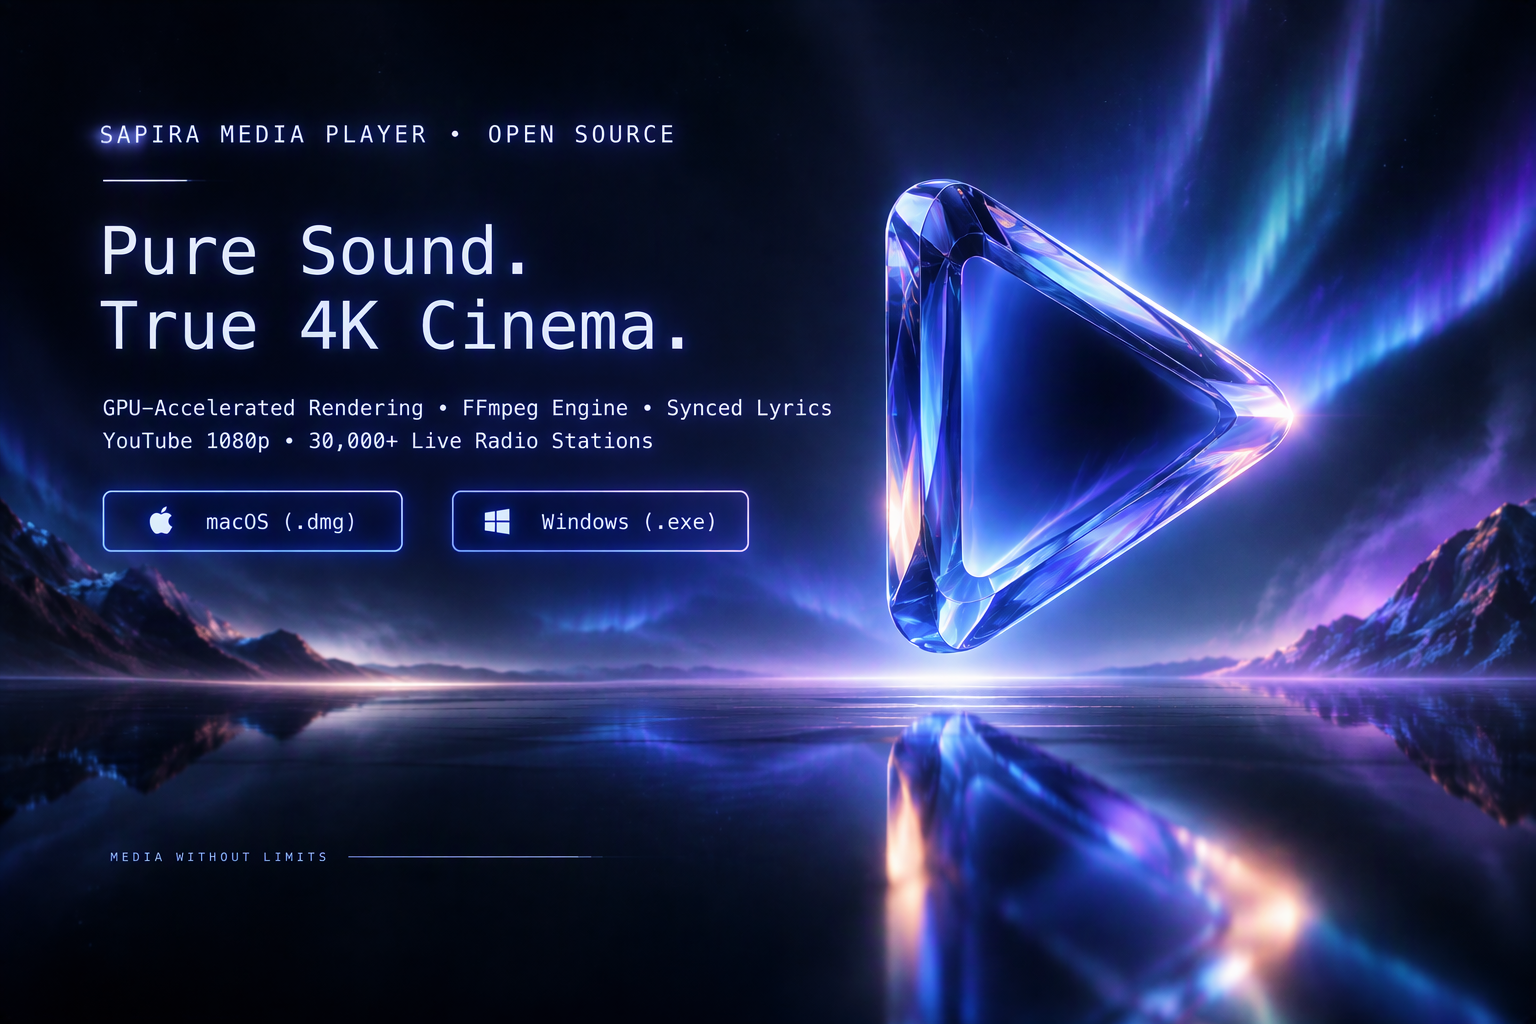 SAPIRA MEDIA PLAYER • OPEN SOURCE
Pure Sound.
True 4K Cinema.
GPU-Accelerated Rendering • FFmpeg Engine • Synced Lyrics
YouTube 1080p • 30,000+ Live Radio Stations
macOS (.dmg)
Windows (.exe)
MEDIA WITHOUT LIMITS